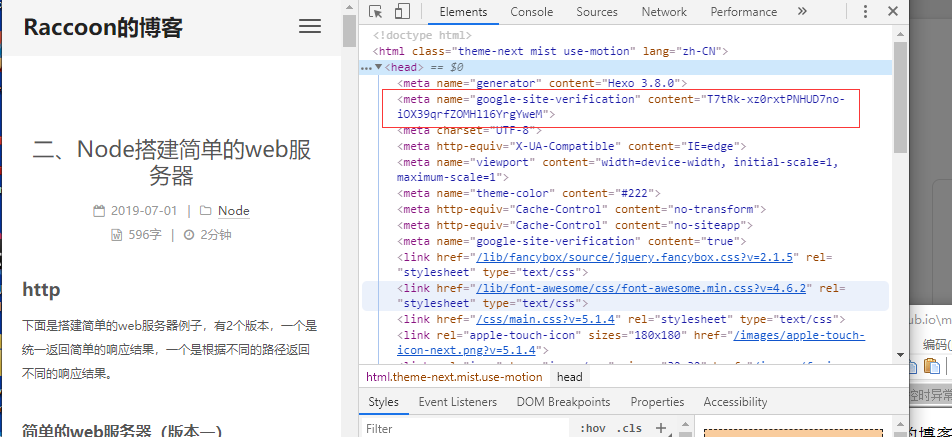 Raccoon的博客
二、Node搭建简单的web服
务器
2019-07-01 | Node
596字 | 2分钟
http
下面是搭建简单的web服务器例子，有2个版本，一个是
统一返回简单的响应结果，一个是根据不同的路径返回
不同的响应结果。
简单的web服务器（版本一）
Elements Console Sources Network Performance »
<!doctype html>
<html class="theme-next mist use-motion" lang="zh-CN">
<head> == $0
<meta name="generator" content="Hexo 3.8.0">
<meta name="google-site-verification" content="T7tRk-xz0rxtPNHUD7no-
iOX39qrfZOMHl16YrgYweM">
<meta charset="UTF-8">
<meta http-equiv="X-UA-Compatible" content="IE=edge">
<meta name="viewport" content="width=device-width, initial-scale=1,
maximum-scale=1">
<meta name="theme-color" content="#222">
<meta http-equiv="Cache-Control" content="no-transform">
<meta http-equiv="Cache-Control" content="no-siteapp">
<meta name="google-site-verification" content="true">
<link href="/lib/fancybox/source/jquery.fancybox.css?v=2.1.5" rel=
"stylesheet" type="text/css">
<link href="/lib/font-awesome/css/font-awesome.min.css?v=4.6.2" rel=
"stylesheet" type="text/css">
<link href="/css/main.css?v=5.1.4" rel="stylesheet" type="text/css">
<link rel="apple-touch-icon" sizes="180x180" href="/images/apple-touch-
icon-next.png?v=5.1.4">
html.theme-next.mist.use-motion head
Styles Event Listeners DOM Breakpoints Properties Accessibility
Filter :hov .cls +
ub.io\m
编码(
控时异常
的博客